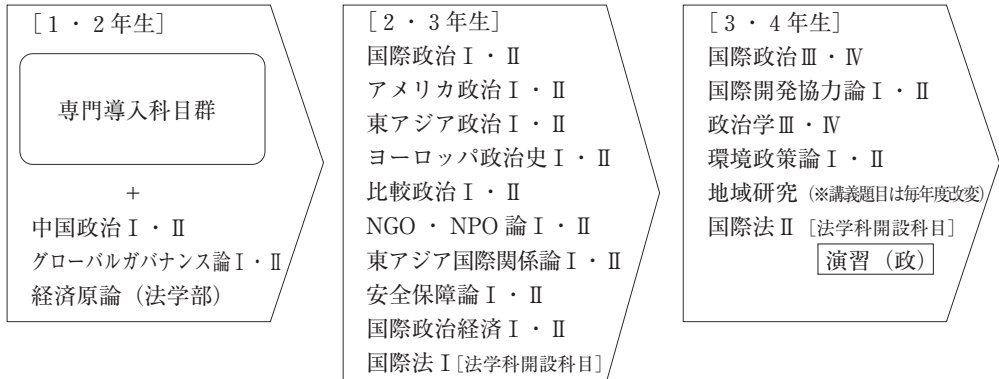 ［1・2年生］
専門導入科目群
+
中国政治Ⅰ・Ⅱ
グローバルガバナンス論Ⅰ・Ⅱ
経済原論（法学部）
［2・3年生］
国際政治Ⅰ・Ⅱ
アメリカ政治Ⅰ・Ⅱ
東アジア政治Ⅰ・Ⅱ
ヨーロッパ政治史Ⅰ・Ⅱ
比較政治Ⅰ・Ⅱ
NGO・NPO論Ⅰ・Ⅱ
東アジア国際関係論Ⅰ・Ⅱ
安全保障論Ⅰ・Ⅱ
国際政治経済Ⅰ・Ⅱ
国際法Ⅰ[法学科開設科目]
［3・4年生］
国際政治Ⅲ・Ⅳ
国際開発協力論Ⅰ・Ⅱ
政治学Ⅲ・Ⅳ
環境政策論Ⅰ・Ⅱ
地域研究（※講義題目は毎年度改変）
国際法Ⅱ［法学科開設科目］
演習（政）